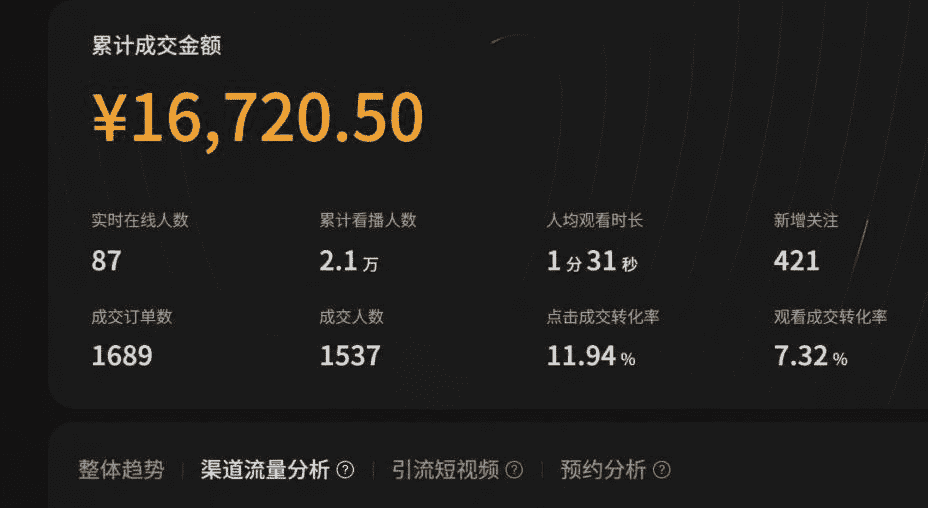 累计成交金额
¥16,720.50
实时在线人数 累计看播人数 人均观看时长 新增关注
87 2.1万 1分31秒 421
成交订单数 成交人数 点击成交转化率 观看成交转化率
1689 1537 11.94% 7.32%
整体趋势 渠道流量分析 ? 引流短视频 ? 预约分析 ?